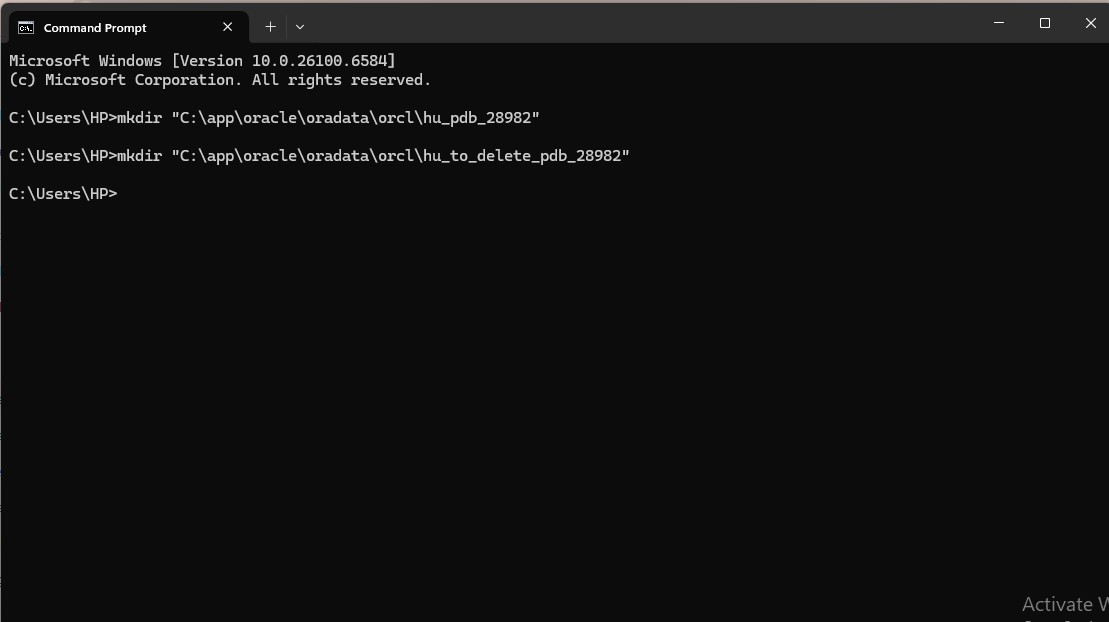 Command Prompt
Microsoft Windows [Version 10.0.26100.6584]
(c) Microsoft Corporation. All rights reserved.
C:\Users\HP>mkdir "C:\app\oracle\oradata\orcl\hu_pdb_28982"
C:\Users\HP>mkdir "C:\app\oracle\oradata\orcl\hu_to_delete_pdb_28982"
C:\Users\HP>
Activate W